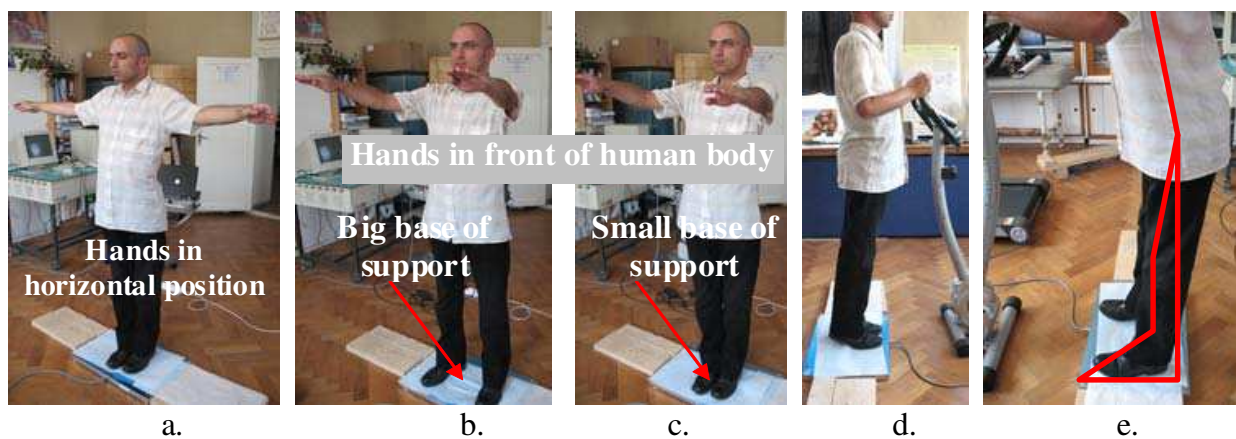 Hands in front of human body
Hands in
horizontal position
Big base of
support
Small base of
support
a.
b.
c.
d.
e.